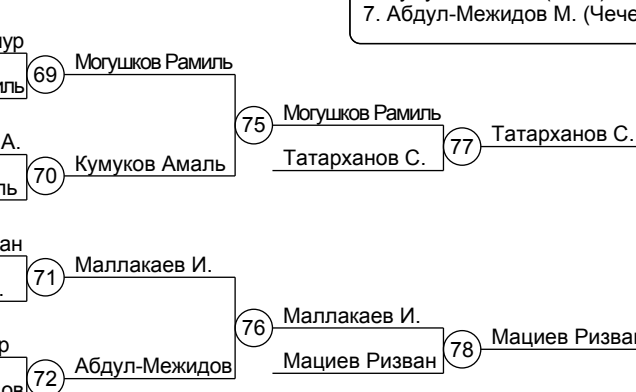 7. Абдул-Межидов М.
69
Могушков Рамиль
75
Могушков Рамиль
77
Татарханов С.
А.
70
Кумуков Амаль
Татарханов С.
71
Маллакаев И.
76
Маллакаев И.
78
Мациев Ризван
72
Абдул-Межидов
Мациев Ризван